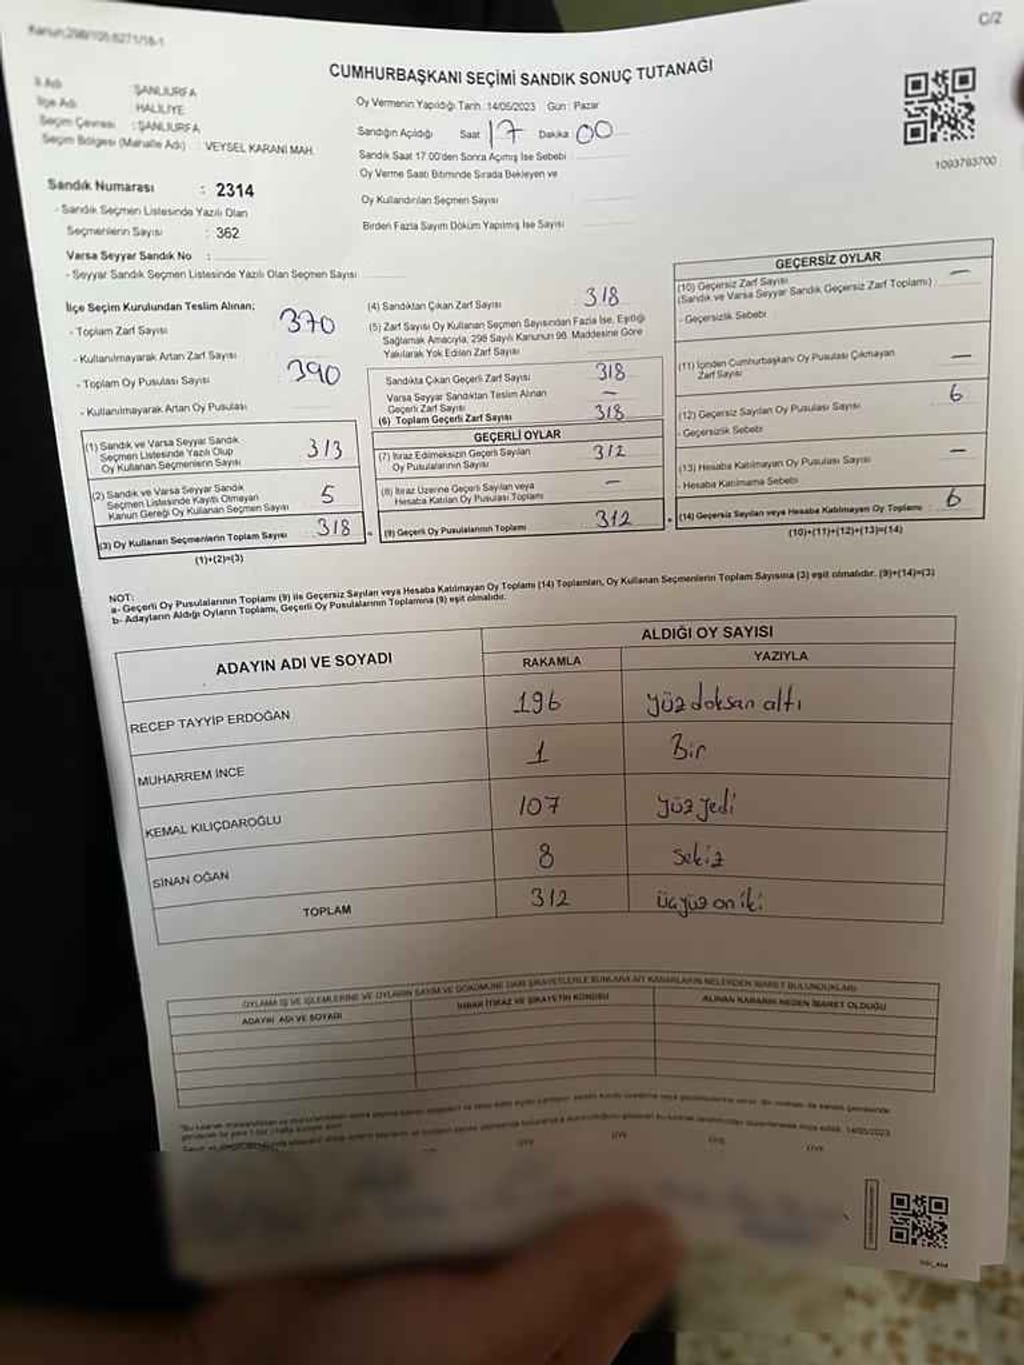 C/Z
CUMHURBAŞKANI SEÇİMİ SANDIK SONUÇ TUTANAĞI
İl Adı : ŞANLIURFA
İlçe Adı HALİLİYE
Seçim Çevresi : ŞANLIURFA
Seçim Bölgesi (Mahalle Adı) : VEYSEL KARANİ MAH.
Sandık Numarası : 2314
- Sandık Seçmen Listesinde Yazılı Olan
Seçmenlerin Sayısı : 362
Varsa Seyyar Sandık No :
- Seyyar Sandık Seçmen Listesinde Yazılı Olan Seçmen Sayısı
Oy Vermenin Yapıldığı Tarih : 14/05/2023 Gün : Pazar
Sandığın Açıldığı Saat 17 Dakika 00
Sandık Saat 17.00'den Sonra Açımış İse Sebebi
Oy Verme Saati Bitiminde Sırada Bekleyen ve
Oy Kullandırılan Seçmen Sayısı
Birden Fazla Sayım Döküm Yapılmış İse Sayısı
1093793700
İlçe Seçim Kurulundan Teslim Alınan;
- Toplam Zarf Sayısı 370
- Kullanılmayarak Artan Zarf Sayısı
- Toplam Oy Pusulası Sayısı 390
- Kullanılmayarak Artan Oy Pusulası
(1) Sandık ve Varsa Seyyar Sandık
Seçmen Listesinde Yazılı Olup
Oy Kullanan Seçmenlerin Sayısı 313
(2) Sandık ve Varsa Seyyar Sandık
Seçmen Listesinde Kayıtlı Olmayan
Kanun Gereği Oy Kullanan Seçmen Sayısı 5
(3) Oy Kullanan Seçmenlerin Toplam Sayısı 318
(1)+(2)=(3)
(4) Sandıktan Çıkan Zarf Sayısı 318
(5) Zarf Sayısı Oy Kullanan Seçmen Sayısından Fazla İse, Eşitliği
Sağlamak Amacıyla, 298 Sayılı Kanunun 98. Maddesine Göre
Yakılarak Yok Edilen Zarf Sayısı
Sandıkta Çıkan Geçerli Zarf Sayısı 318
Varsa Seyyar Sandıktan Teslim Alınan
Geçerli Zarf Sayısı —
(6) Toplam Geçerli Zarf Sayısı 318
GEÇERLİ OYLAR
(7) İtiraz Edilmeksizin Geçerli Sayılan
Oy Pusulalarının Sayısı 312
(8) İtiraz Üzerine Geçerli Sayılan veya
Hesaba Katılan Oy Pusulası Toplamı —
= (9) Geçerli Oy Pusulalarının Toplamı 312
GEÇERSİZ OYLAR
(10) Geçersiz Zarf Sayısı —
(Sandık ve Varsa Seyyar Sandık Geçersiz Zarf Toplamı)
- Geçersizlik Sebebi
(11) İçinden Cumhurbaşkanı Oy Pusulası Çıkmayan
Zarf Sayısı —
(12) Geçersiz Sayılan Oy Pusulası Sayısı 6
- Geçersizlik Sebebi
(13) Hesaba Katılmayan Oy Pusulası Sayısı —
- Hesaba Katılmama Sebebi
+ (14) Geçersiz Sayılan veya Hesaba Katılmayan Oy Toplamı 6
(10)+(11)+(12)+(13)=(14)
NOT:
a- Geçerli Oy Pusulalarının Toplamı (9) ile Geçersiz Sayılan veya Hesaba Katılmayan Oy Toplamı (14) Toplamları, Oy Kullanan Seçmenlerin Toplam Sayısına (3) eşit olmalıdır. (9)+(14)=(3)
b- Adayların Aldığı Oyların Toplamı, Geçerli Oy Pusulalarının Toplamına (9) eşit olmalıdır.
ADAYIN ADI VE SOYADI ALDIĞI OY SAYISI
RAKAMLA YAZIYLA
RECEP TAYYİP ERDOĞAN 196 yüz doksan altı
MUHARREM İNCE 1 Bir
KEMAL KILIÇDAROĞLU 107 yüz yedi
SİNAN OĞAN 8 sekiz
TOPLAM 312 üçyüz on iki
OYLAMA İŞ VE İŞLEMLERİNE VE OYLARIN SAYIM VE DÖKÜMÜNE DAİR ŞİKAYETLERLE BUNLARA AİT KARARLARIN NELERDEN İBARET BULUNDUKLARI
ADAYIN ADI VE SOYADI İHBAR İTİRAZ VE ŞİKAYETİN KONUSU ALINAN KARARIN NEDEN İBARET OLDUĞU
ÜYE ÜYE ÜYE ÜYE